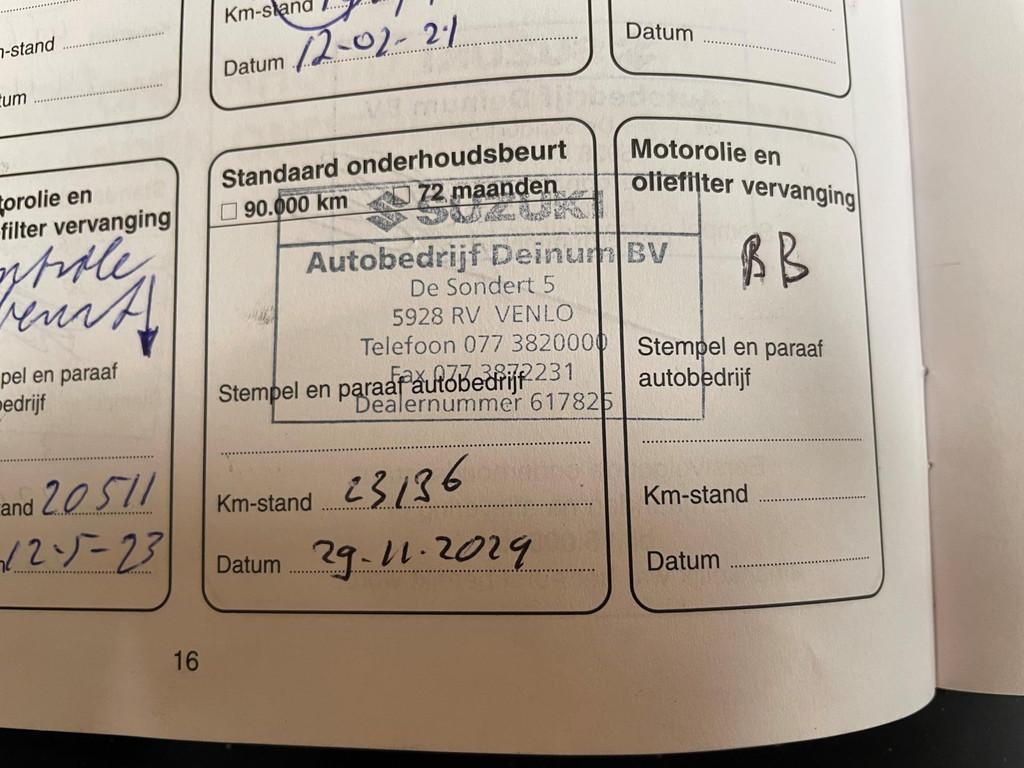 Km-stand
n-stand
Datum 12-02-21
tum
Datum
torolie en
filter vervanging
ntrole
beurt
pel en paraaf
edrijf
and 20511
12-5-23
Standaard onderhoudsbeurt
90.000 km 72 maanden
SUZUKI
Autobedrijf Deinum BV
De Sondert 5
5928 RV VENLO
Telefoon 077 3820000
Fax 077 3872231
Stempel en paraaf autobedrijf
Dealernummer 617825
Km-stand 23136
Datum 29-11-2024
Motorolie en
oliefilter vervanging
BB
Stempel en paraaf
autobedrijf
Km-stand
Datum
16